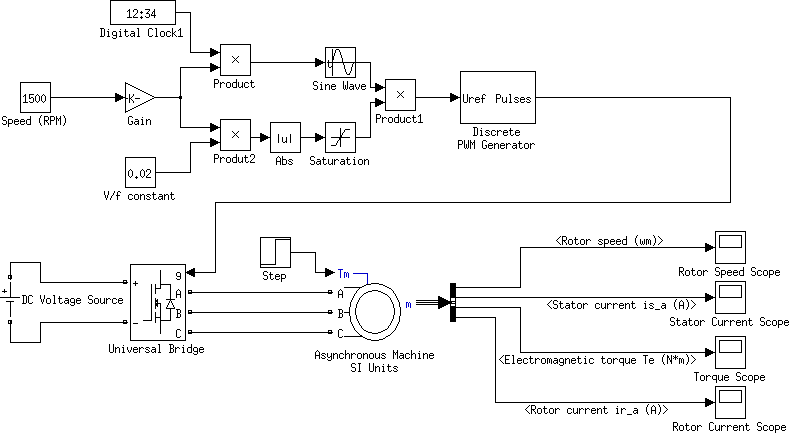 12:34
Digital Clock1
×
Product
Sine Wave
1500
Speed (RPM)
K-
Gain
×
Product1
Uref Pulses
Discrete
PWM Generator
×
Produt2
|u|
Abs
Saturation
0.02
V/f constant
<Rotor speed (wm)>
Rotor Speed Scope
Step
Tm
+
DC Voltage Source
+
-
g
A
B
C
Universal Bridge
A
B
C
m
Asynchronous Machine
SI Units
<Stator current is_a (A)>
Stator Current Scope
<Electromagnetic torque Te (N*m)>
Torque Scope
<Rotor current ir_a (A)>
Rotor Current Scope